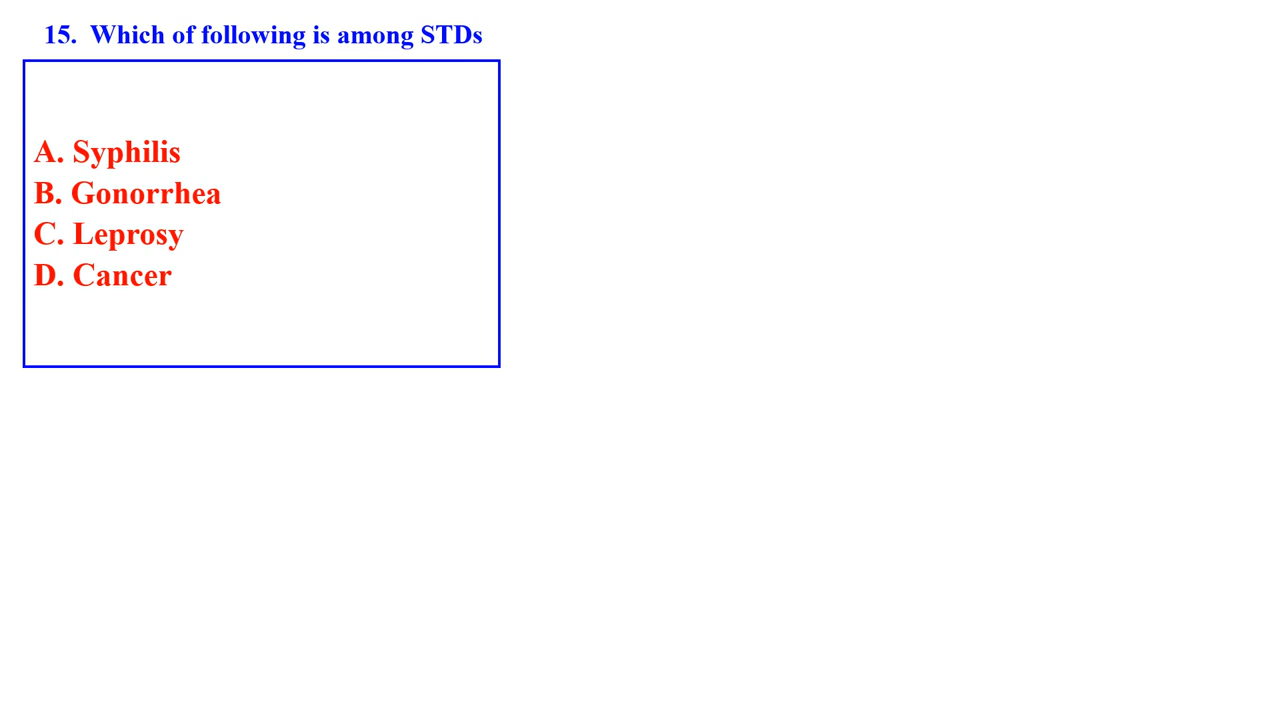 15. Which of following is among STDs
A. Syphilis
B. Gonorrhea
C. Leprosy
D. Cancer